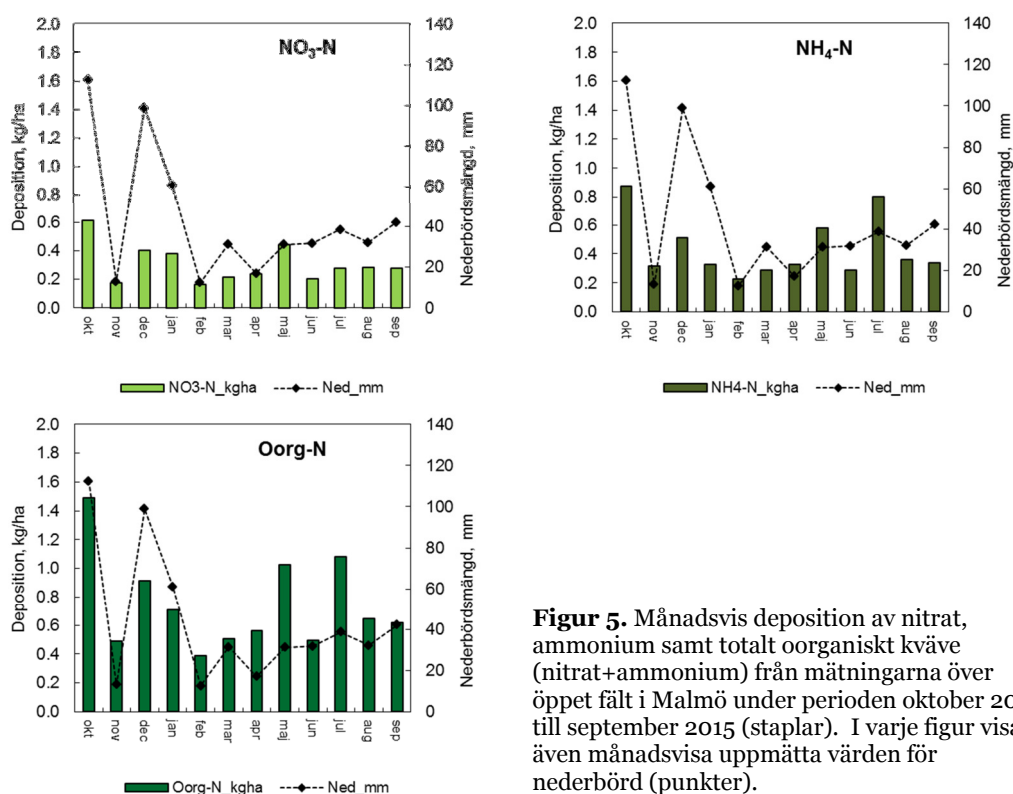 NO3-N
Deposition, kg/ha
2.0
1.8
1.6
1.4
1.2
1.0
0.8
0.6
0.4
0.2
0.0
140
120
100
80
60
40
20
0
Nederbördsmängd, mm
okt nov dec jan feb mar apr maj jun jul aug sep
NO3-N_kgha Ned_mm
NH4-N
Deposition, kg/ha
2.0
1.8
1.6
1.4
1.2
1.0
0.8
0.6
0.4
0.2
0.0
140
120
100
80
60
40
20
0
Nederbördsmängd, mm
okt nov dec jan feb mar apr maj jun jul aug sep
NH4-N_kgha Ned_mm
Oorg-N
Deposition, kg/ha
2.0
1.8
1.6
1.4
1.2
1.0
0.8
0.6
0.4
0.2
0.0
140
120
100
80
60
40
20
0
Nederbördsmängd, mm
okt nov dec jan feb mar apr maj jun jul aug sep
Oorg-N_kgha Ned_mm
Figur 5. Månadsvis deposition av nitrat,
ammonium samt totalt oorganiskt kväve
(nitrat+ammonium) från mätningarna över
öppet fält i Malmö under perioden oktober 20
till september 2015 (staplar). I varje figur visa
även månadsvisa uppmätta värden för
nederbörd (punkter).